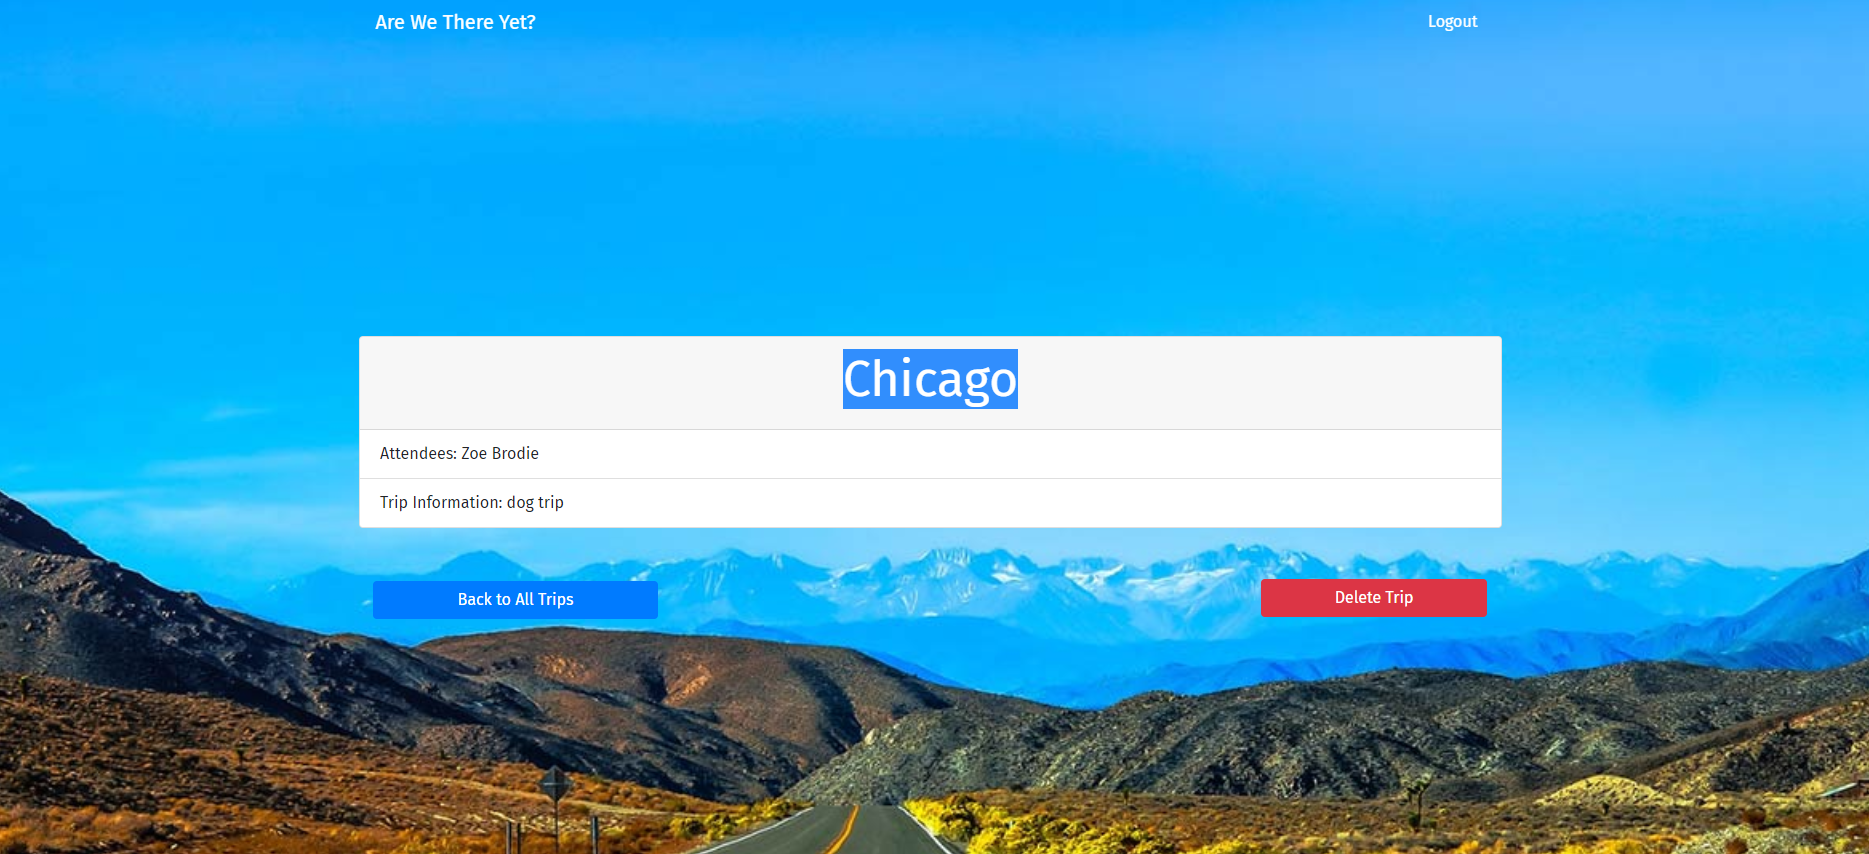 Are We There Yet?
Logout
Chicago
Attendees: Zoe Brodie
Trip Information: dog trip
Back to All Trips
Delete Trip